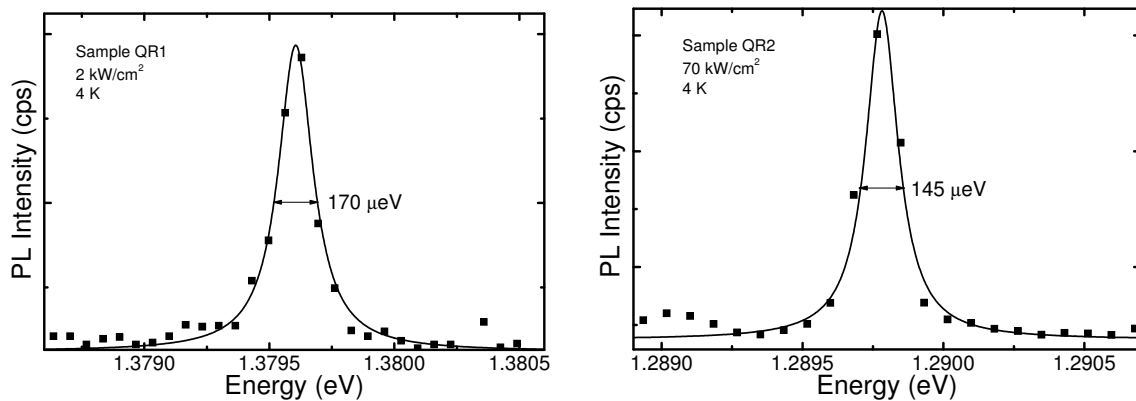 Sample QR1
2 kW/cm²
4 K
170 μeV
PL Intensity (cps)
1.3790
1.3795
1.3800
1.3805
Energy (eV)
Sample QR2
70 kW/cm²
4 K
145 μeV
PL Intensity (cps)
1.2890
1.2895
1.2900
1.2905
Energy (eV)